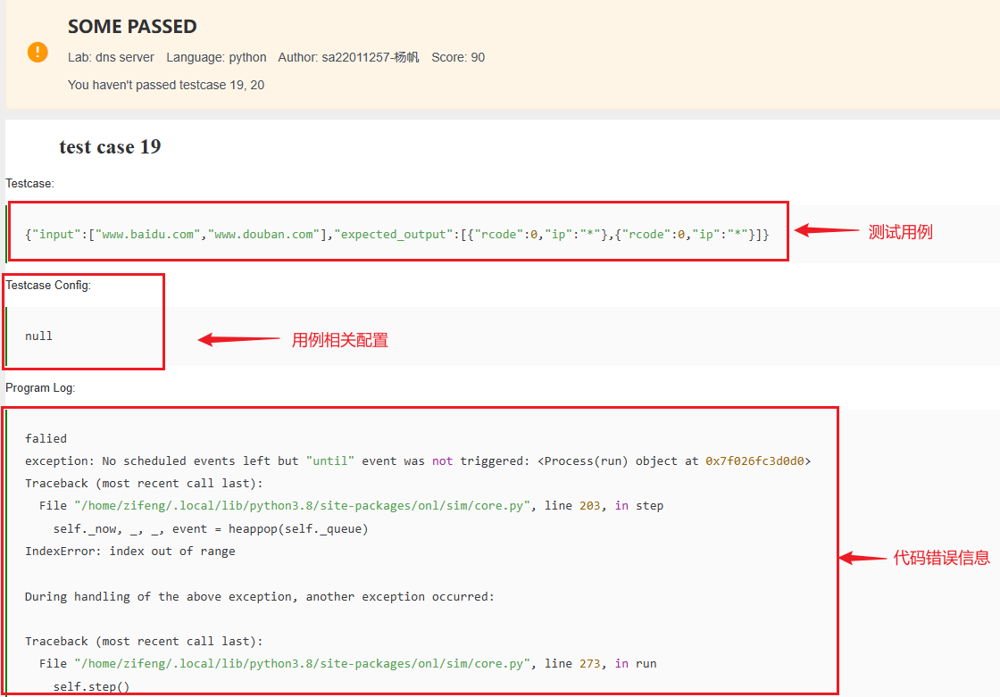 SOME PASSED
!
Lab: dns server Language: python Author: sa22011257-杨帆 Score: 90
You haven't passed testcase 19, 20
test case 19
Testcase:
{"input":["www.baidu.com","www.douban.com"],"expected_output":[{"rcode":0,"ip":"*"},{"rcode":0,"ip":"*"}]}
测试用例
Testcase Config:
null
用例相关配置
Program Log:
falied
exception: No scheduled events left but "until" event was not triggered: <Process(run) object at 0x7f026fc3d0d0>
Traceback (most recent call last):
File "/home/zifeng/.local/lib/python3.8/site-packages/onl/sim/core.py", line 203, in step
self._now, _, _, event = heappop(self._queue)
IndexError: index out of range
代码错误信息
During handling of the above exception, another exception occurred:
Traceback (most recent call last):
File "/home/zifeng/.local/lib/python3.8/site-packages/onl/sim/core.py", line 273, in run
self.step()